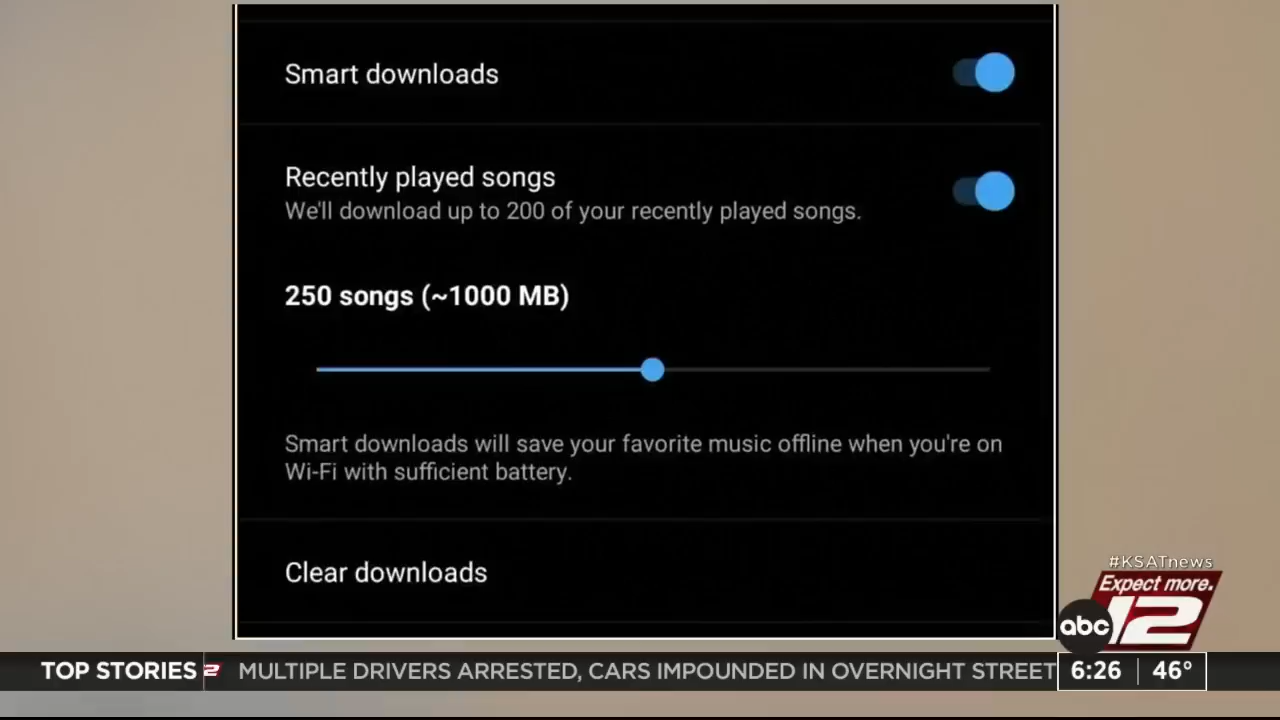 Smart downloads
Recently played songs
We'll download up to 200 of your recently played songs.
250 songs (~1000 MB)
Smart downloads will save your favorite music offline when you're on
Wi-Fi with sufficient battery.
Clear downloads
#KSATnews
Expect more.
abc 12
TOP STORIES 12 MULTIPLE DRIVERS ARRESTED, CARS IMPOUNDED IN OVERNIGHT STREET 6:26 46°